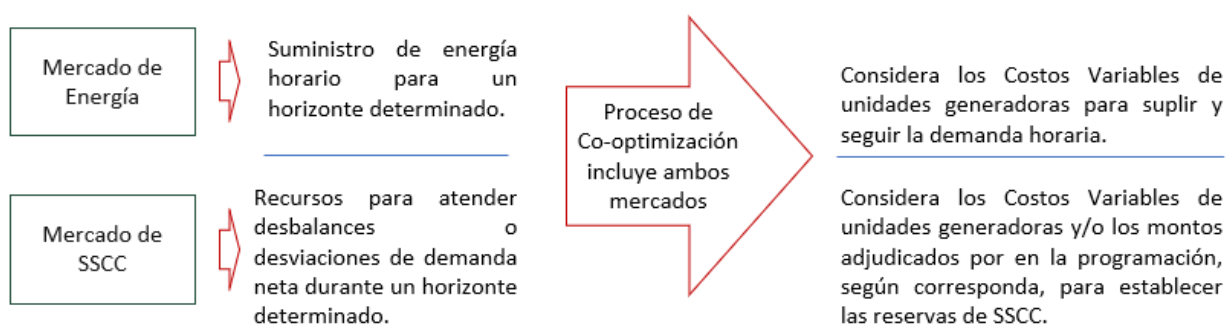 Mercado de
Energía
Suministro de energía
horario para un
horizonte determinado.
Mercado de
SSCC
Recursos para atender
desbalances o
desviaciones de demanda
neta durante un horizonte
determinado.
Proceso de
Co-optimización
incluye ambos
mercados
Considera los Costos Variables de
unidades generadoras para suplir y
seguir la demanda horaria.
Considera los Costos Variables de
unidades generadoras y/o los montos
adjudicados por en la programación,
según corresponda, para establecer
las reservas de SSCC.